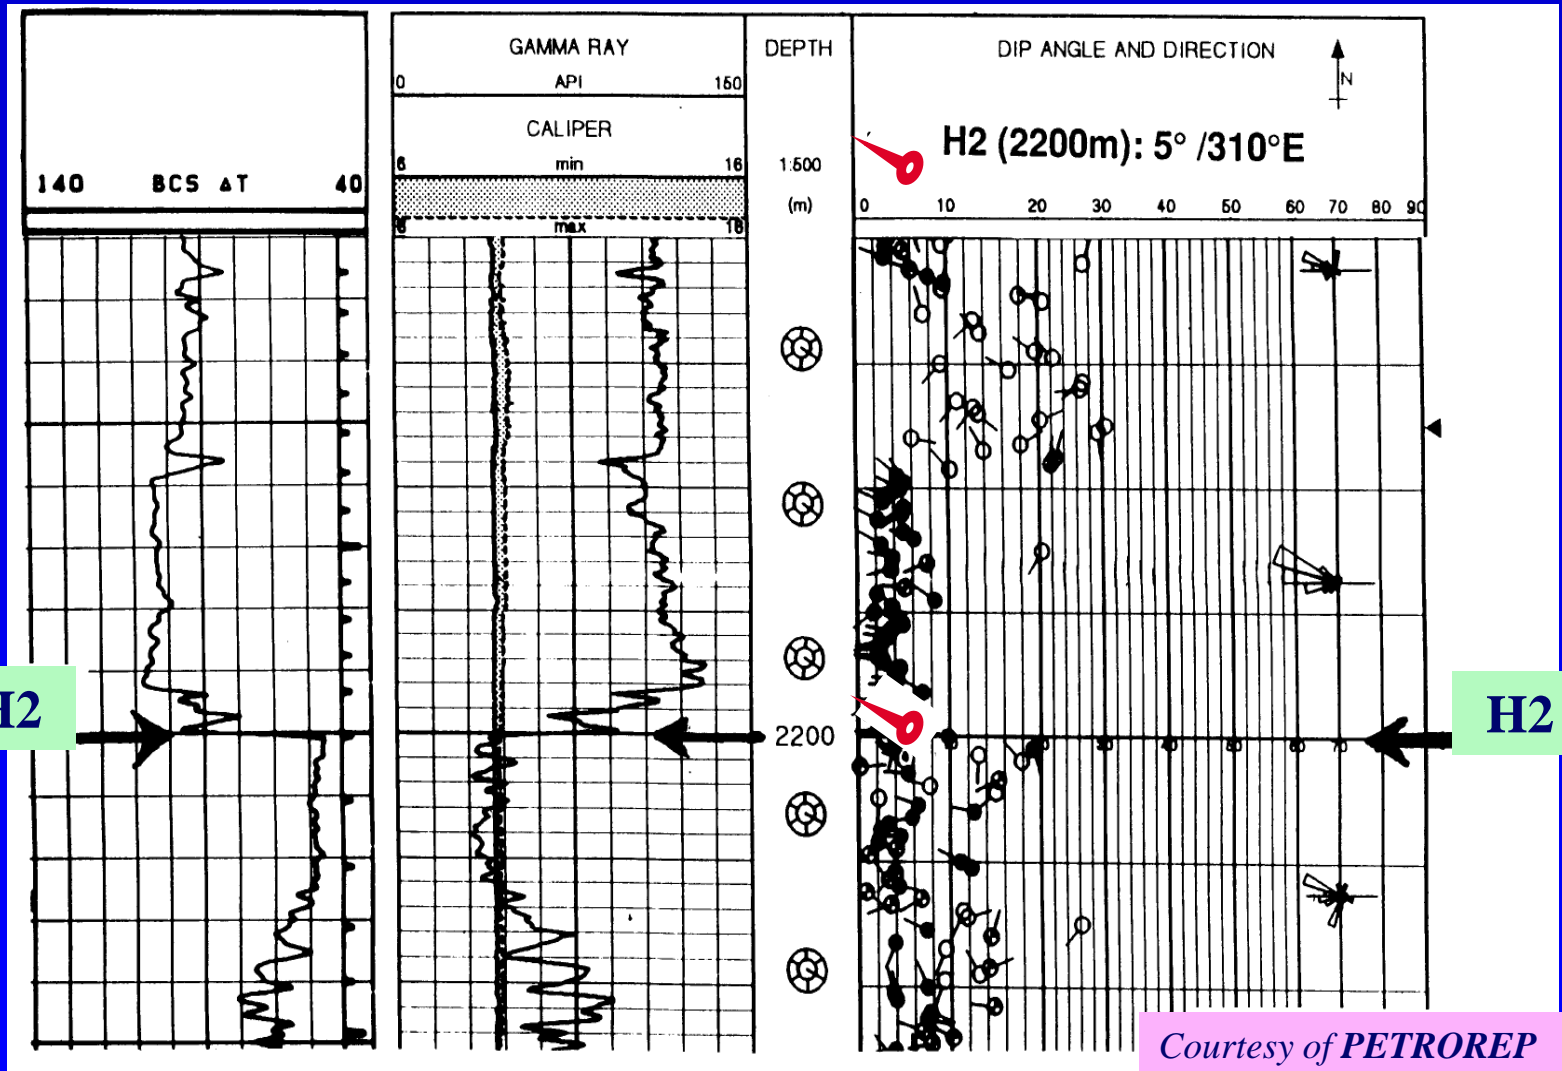 140 BCS ΔT 40
GAMMA RAY
0 API 150
CALIPER
6 min 16
max 16
DEPTH
1:500
(m)
DIP ANGLE AND DIRECTION
N
H2 (2200m): 5° /310°E
0 10 20 30 40 50 60 70 80 90
H2
2200
60 70
H2
Courtesy of PETROREP